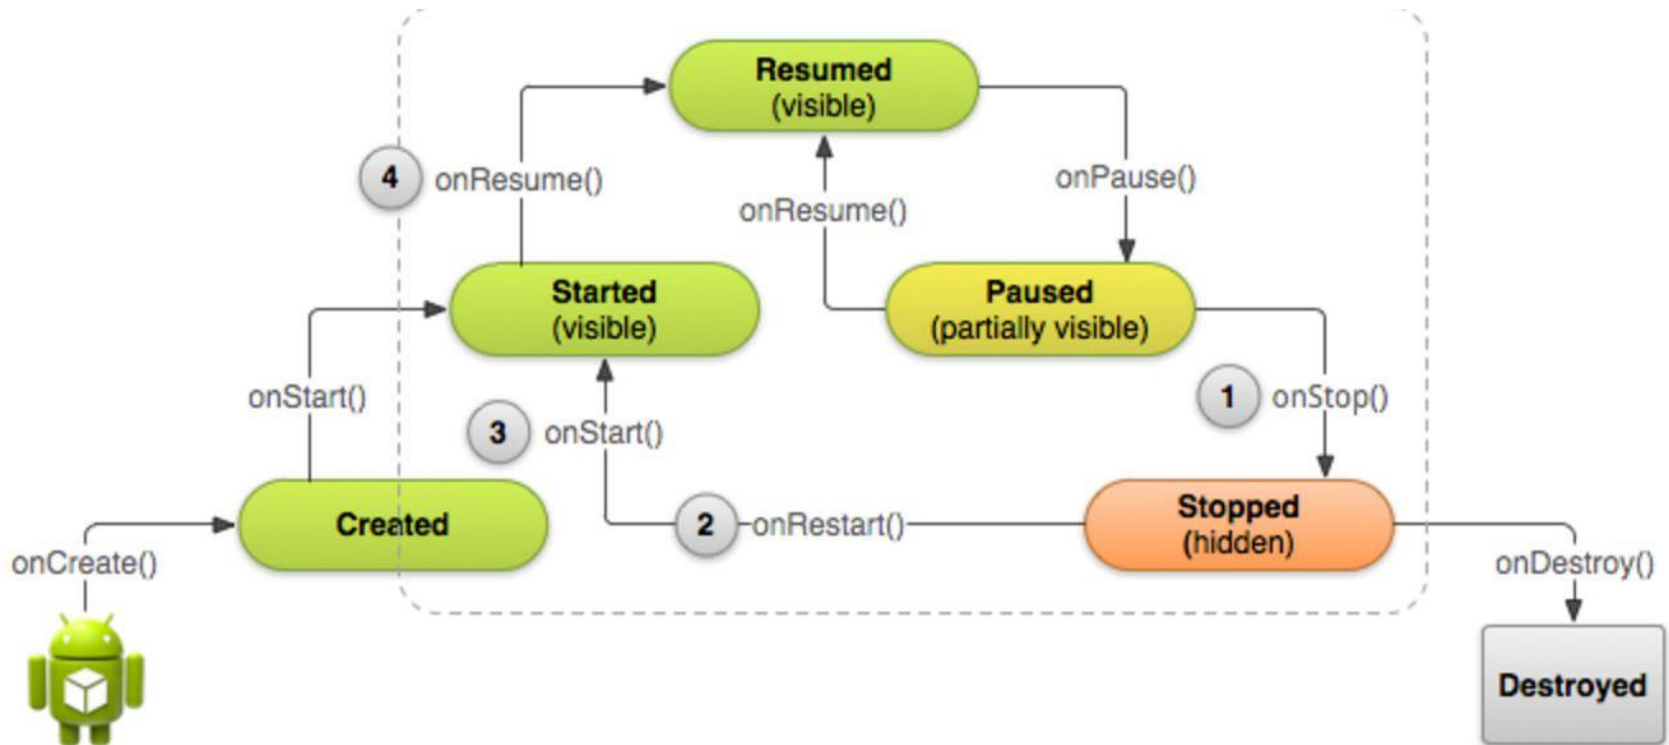 Resumed
(visible)
4
onResume()
onPause()
onResume()
Started
(visible)
Paused
(partially visible)
onStart()
1
onStop()
3
onStart()
Created
2
onRestart()
Stopped
(hidden)
onCreate()
onDestroy()
Destroyed